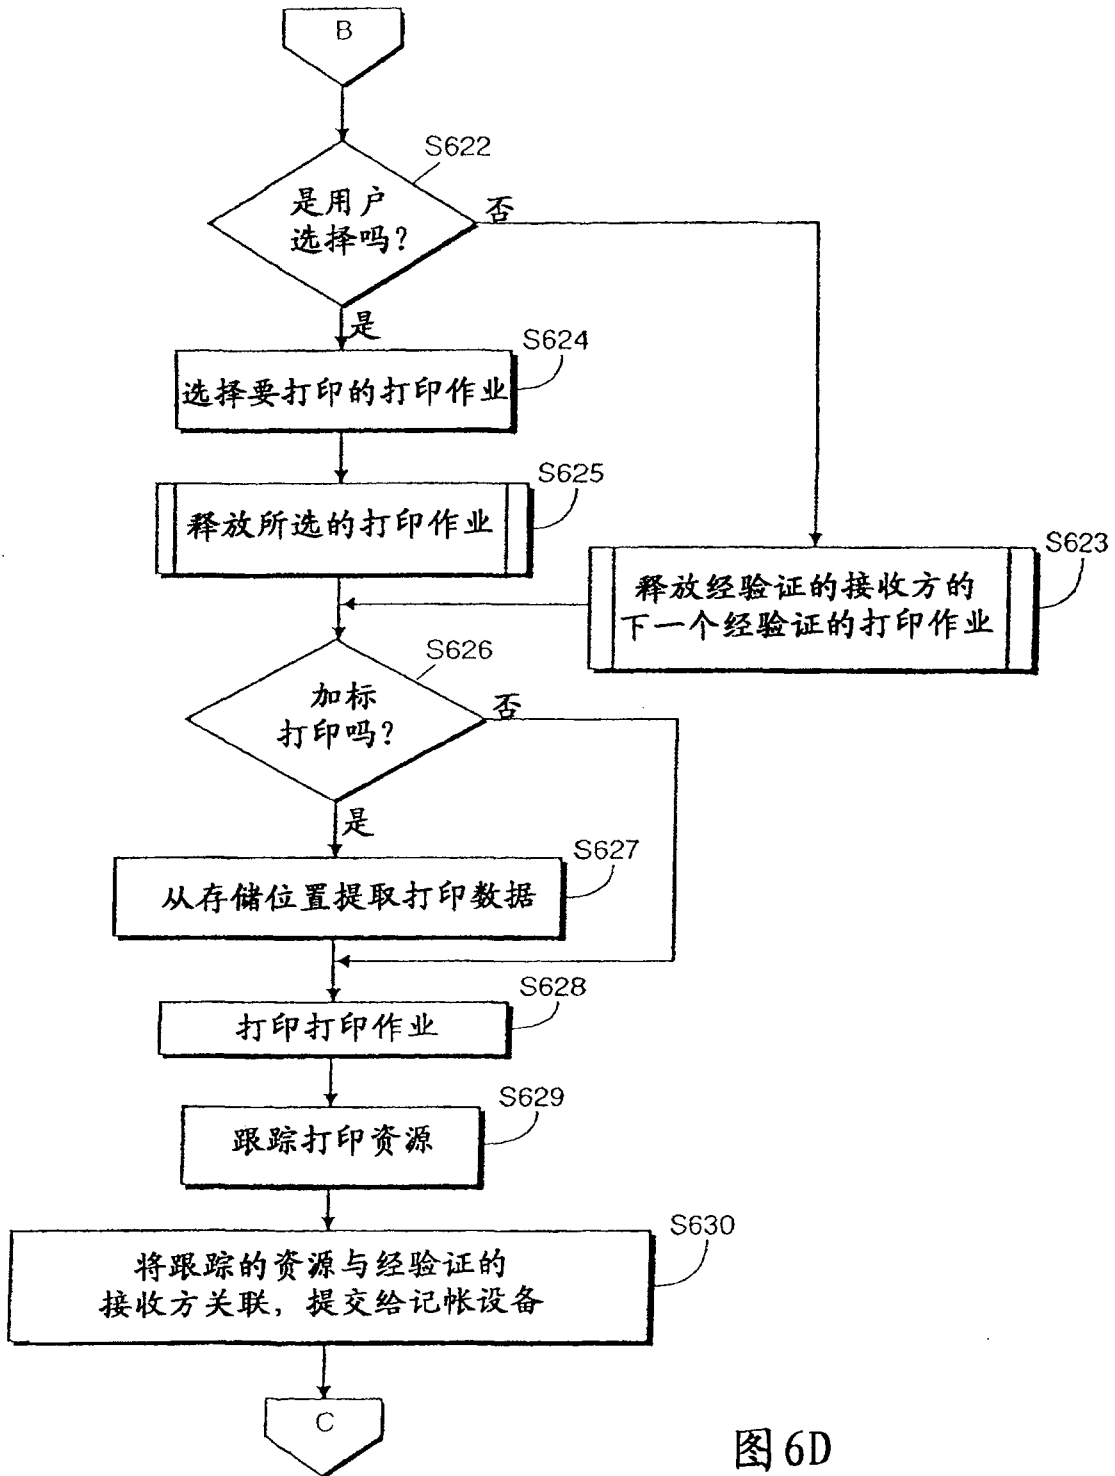 B
S622
是用户
选择吗?
否
是
S624
选择要打印的打印作业
S625
释放所选的打印作业
S623
释放经验证的接收方的
下一个经验证的打印作业
S626
加标
打印吗?
否
是
S627
从存储位置提取打印数据
S628
打印打印作业
S629
跟踪打印资源
S630
将跟踪的资源与经验证的
接收方关联, 提交给记帐设备
C
图6D